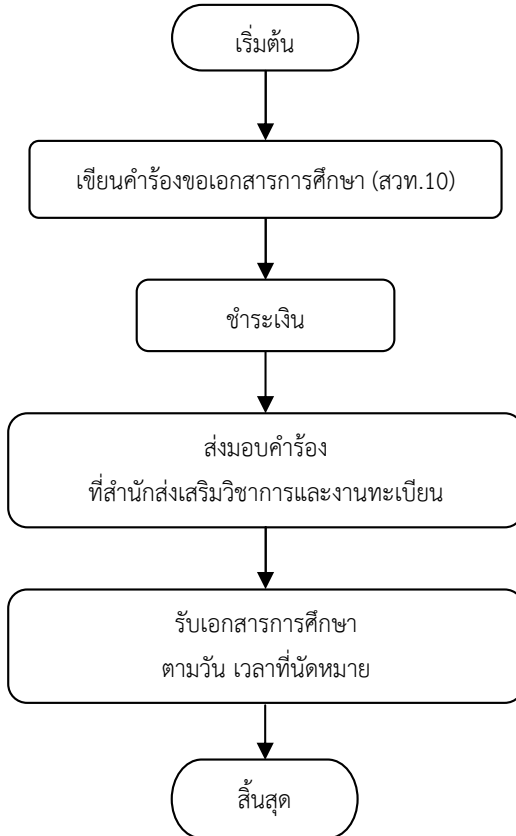 เริ่มต้น
เขียนคำร้องขอเอกสารการศึกษา (สวท.10)
ชำระเงิน
ส่งมอบคำร้อง
ที่สำนักส่งเสริมวิชาการและงานทะเบียน
รับเอกสารการศึกษา
ตามวัน เวลาที่นัดหมาย
สิ้นสุด